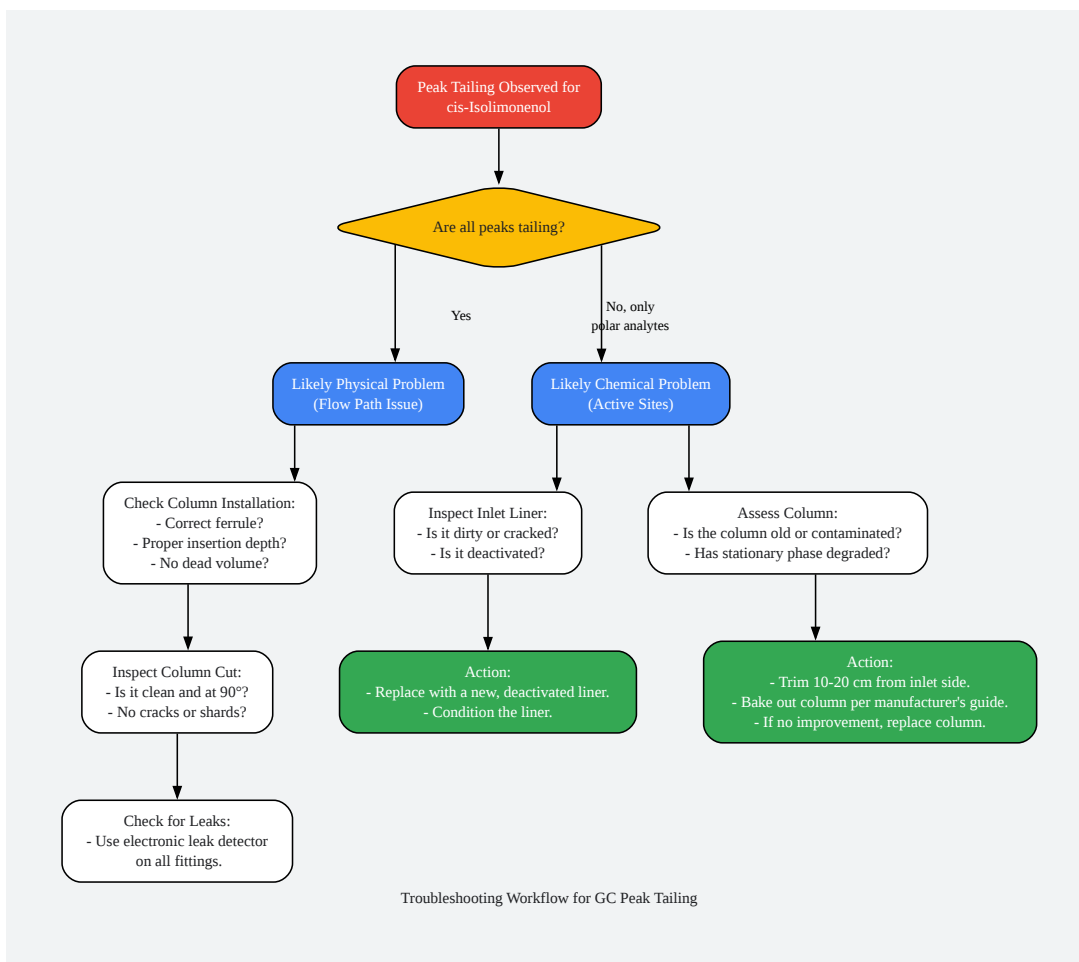 Peak Tailing Observed for
cis-Isolimonenol
Are all peaks tailing?
Yes
No, only
polar analytes
Likely Physical Problem
(Flow Path Issue)
Likely Chemical Problem
(Active Sites)
Check Column Installation:
- Correct ferrule?
- Proper insertion depth?
- No dead volume?
Inspect Inlet Liner:
- Is it dirty or cracked?
- Is it deactivated?
Assess Column:
- Is the column old or contaminated?
- Has stationary phase degraded?
Inspect Column Cut:
- Is it clean and at 90°?
- No cracks or shards?
Action:
- Replace with a new, deactivated liner.
- Condition the liner.
Action:
- Trim 10-20 cm from inlet side.
- Bake out column per manufacturer's guide.
- If no improvement, replace column.
Check for Leaks:
- Use electronic leak detector
on all fittings.
Troubleshooting Workflow for GC Peak Tailing